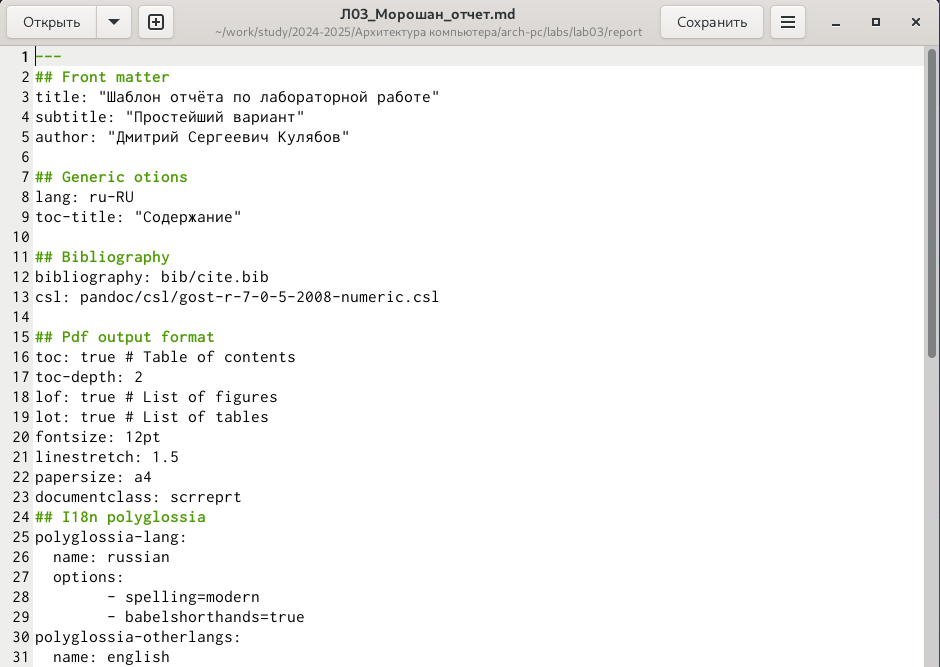 Открыть
Л03_Морошан_отчет.md
~/work/study/2024-2025/Архитектура компьютера/arch-pc/labs/lab03/report
Сохранить
1 ---
2 ## Front matter
3 title: "Шаблон отчёта по лабораторной работе"
4 subtitle: "Простейший вариант"
5 author: "Дмитрий Сергеевич Кулябов"
6
7 ## Generic otions
8 lang: ru-RU
9 toc-title: "Содержание"
10
11 ## Bibliography
12 bibliography: bib/cite.bib
13 csl: pandoc/csl/gost-r-7-0-5-2008-numeric.csl
14
15 ## Pdf output format
16 toc: true # Table of contents
17 toc-depth: 2
18 lof: true # List of figures
19 lot: true # List of tables
20 fontsize: 12pt
21 linestretch: 1.5
22 papersize: a4
23 documentclass: scrreprt
24 ## I18n polyglossia
25 polyglossia-lang:
26   name: russian
27   options:
28         - spelling=modern
29         - babelshorthands=true
30 polyglossia-otherlangs:
31   name: english